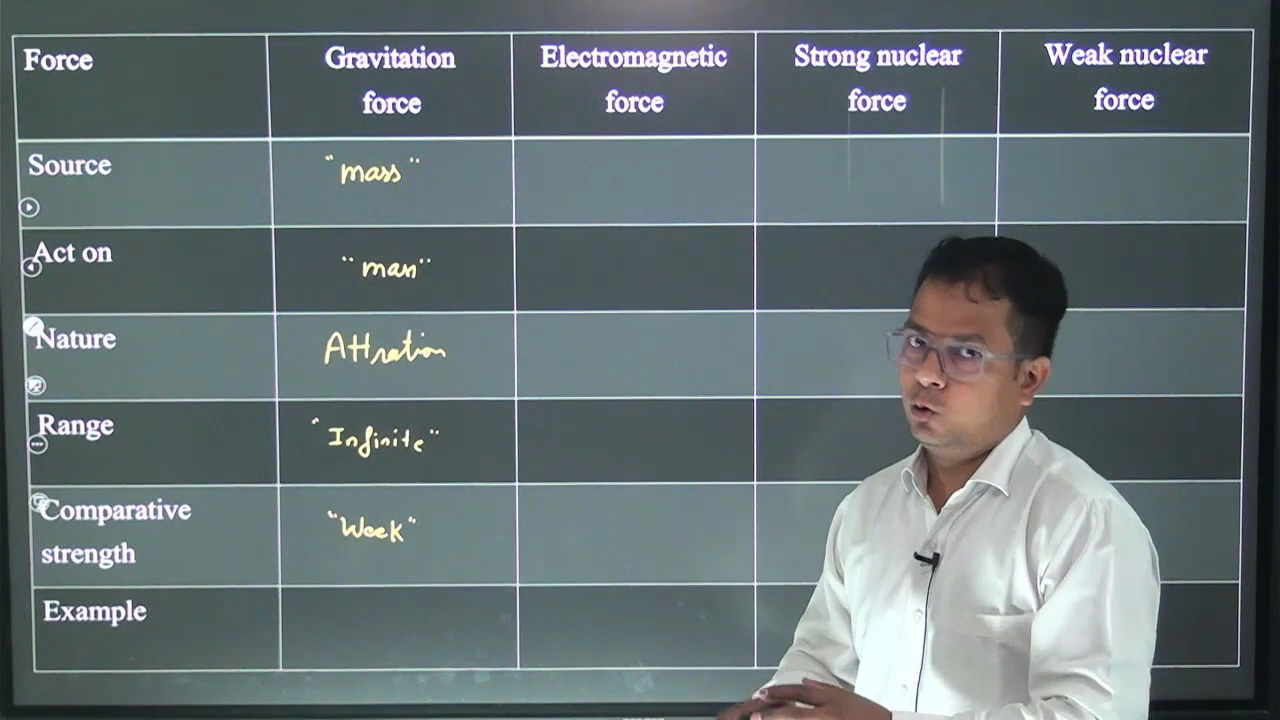 Force
Gravitation
force
Electromagnetic
force
Strong nuclear
force
Weak nuclear
force
Source
"mass"
Act on
"mass"
Nature
Attration
Range
"Infinite"
Comparative
strength
"Week"
Example